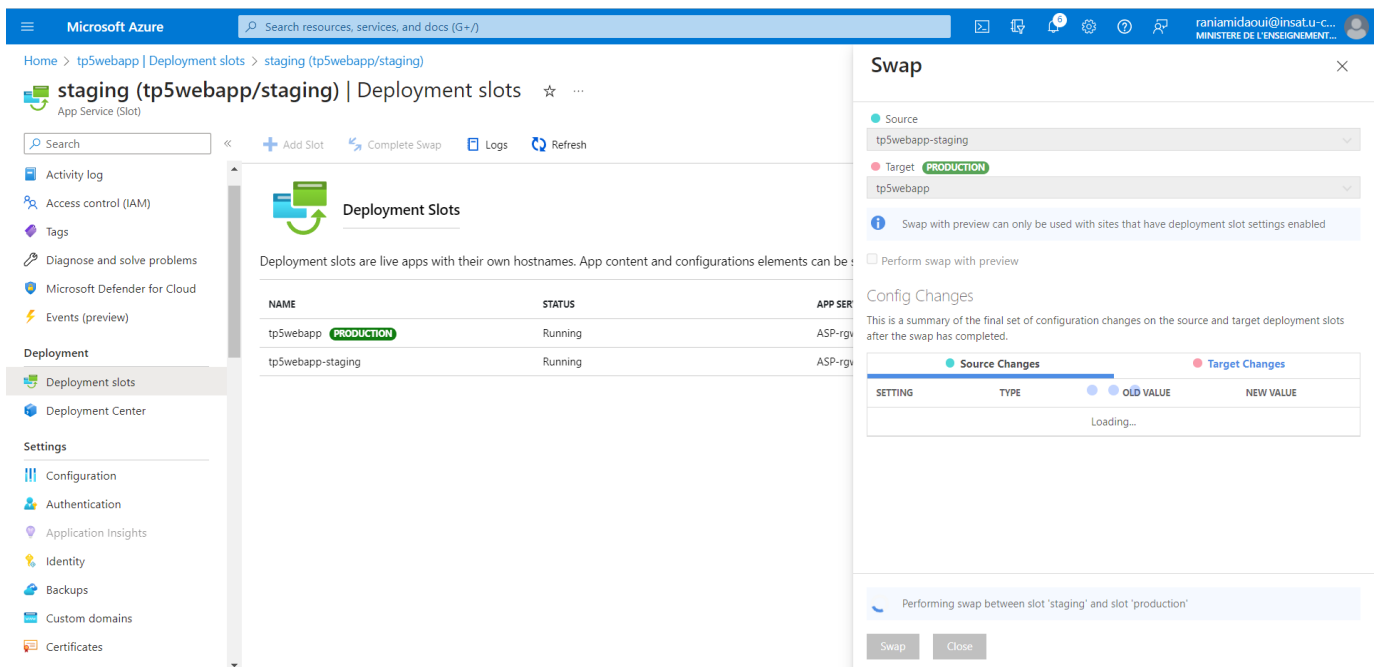 Microsoft Azure
Search resources, services, and docs (G+/)
6
raniamidaoui@insat.u-c...
MINISTERE DE L'ENSEIGNEMENT...
Home > tp5webapp | Deployment slots > staging (tp5webapp/staging)
staging (tp5webapp/staging) | Deployment slots
App Service (Slot)
Search
Activity log
Access control (IAM)
Tags
Diagnose and solve problems
Microsoft Defender for Cloud
Events (preview)
Deployment
Deployment slots
Deployment Center
Settings
Configuration
Authentication
Application Insights
Identity
Backups
Custom domains
Certificates
Add Slot
Complete Swap
Logs
Refresh
Deployment Slots
Deployment slots are live apps with their own hostnames. App content and configurations elements can be s
NAME STATUS APP SER
tp5webapp PRODUCTION Running ASP-rgv
tp5webapp-staging Running ASP-rgv
Swap
Source
tp5webapp-staging
Target PRODUCTION
tp5webapp
Swap with preview can only be used with sites that have deployment slot settings enabled
Perform swap with preview
Config Changes
This is a summary of the final set of configuration changes on the source and target deployment slots
after the swap has completed.
Source Changes Target Changes
SETTING TYPE OLD VALUE NEW VALUE
Loading...
Performing swap between slot 'staging' and slot 'production'
Swap Close